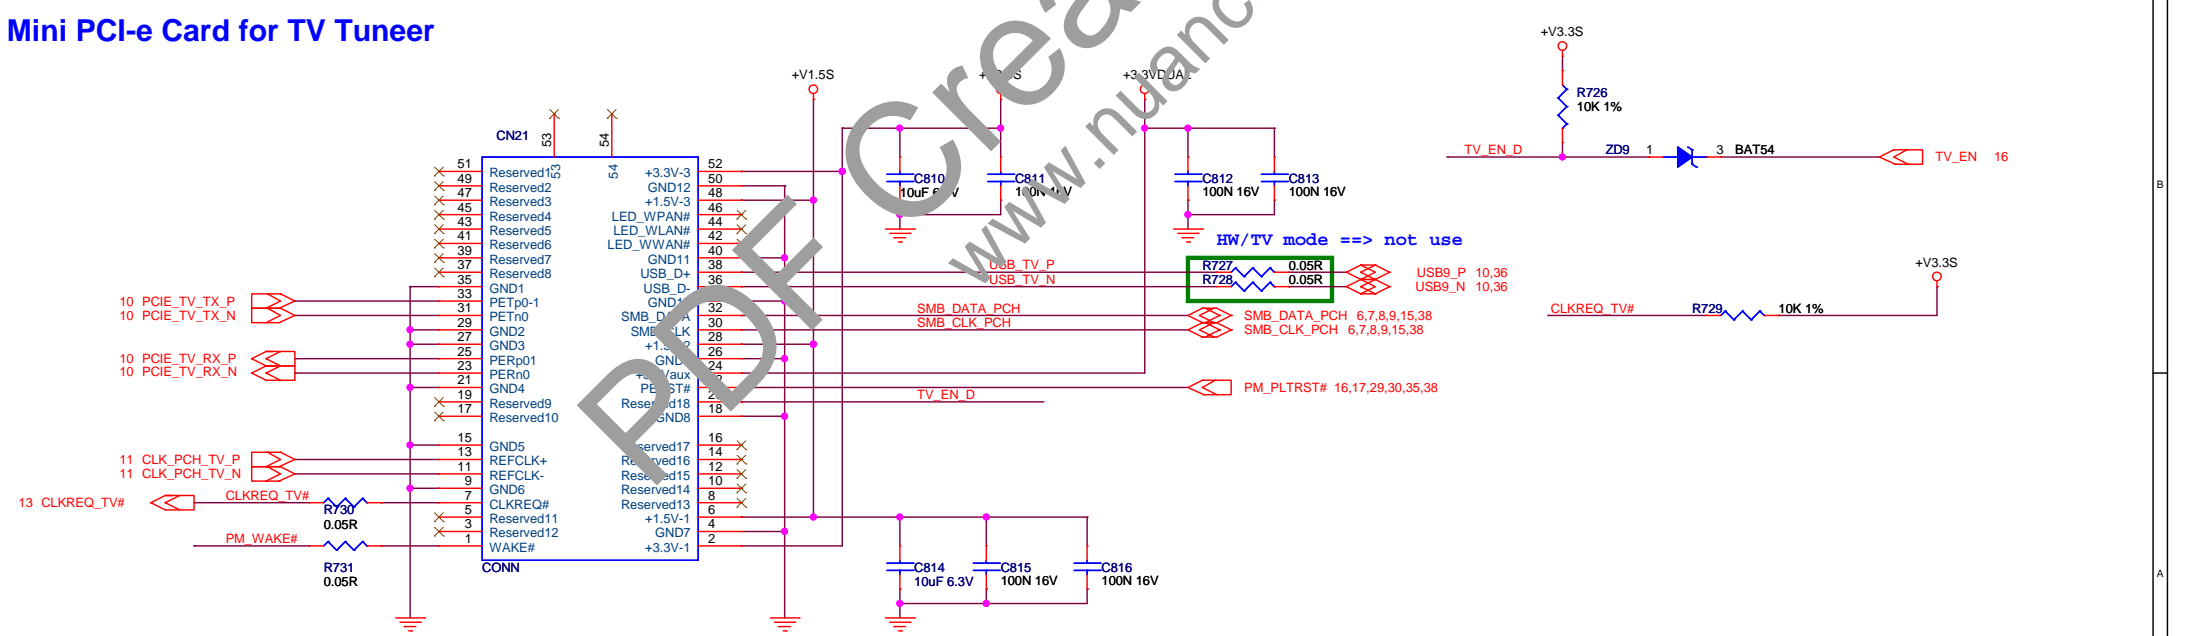 Mini PCI-e Card for TV Tuneer
PDF Crea
www.nuanc
CN21
53
54
53
54
51 Reserved1
49 Reserved2
47 Reserved3
45 Reserved4
43 Reserved5
41 Reserved6
39 Reserved7
37 Reserved8
35 GND1
10 PCIE_TV_TX_P 33 PETp0-1
10 PCIE_TV_TX_N 31 PETn0
29 GND2
27 GND3
10 PCIE_TV_RX_P 25 PERp01
10 PCIE_TV_RX_N 23 PERn0
21 GND4
19 Reserved9
17 Reserved10
15 GND5
11 CLK_PCH_TV_P 13 REFCLK+
11 CLK_PCH_TV_N 11 REFCLK-
9 GND6
13 CLKREQ_TV# CLKREQ_TV# 7 CLKREQ#
R730
0.05R
5 Reserved11
3 Reserved12
PM_WAKE# 1 WAKE#
R731
0.05R
CONN
+3.3V-3 52
GND12 50
+1.5V-3 48
LED_WPAN# 46
LED_WLAN# 44
LED_WWAN# 42
GND11 40
USB_D+ 38 USB_TV_P
USB_D- 36 USB_TV_N
32 SMB_DATA_PCH
30 SMB_CLK_PCH
28
26
24
TV_EN_D
Reserved18
GND8 18
16
14
Reserved15 12
Reserved14 10
Reserved13 8
+1.5V-1 6
GND7 4
+3.3V-1 2
+V1.5S
+3.3VDUAL
C810
C811
100N 16V
C812
100N 16V
C813
100N 16V
HW/TV mode ==> not use
R727 0.05R USB9_P 10,36
R728 0.05R USB9_N 10,36
SMB_DATA_PCH 6,7,8,9,15,38
SMB_CLK_PCH 6,7,8,9,15,38
PM_PLTRST# 16,17,29,30,35,38
C814
10uF 6.3V
C815
100N 16V
C816
100N 16V
+V3.3S
R726
10K 1%
TV_EN_D ZD9 1 3 BAT54 TV_EN 16
+V3.3S
CLKREQ_TV# R729 10K 1%
B
A